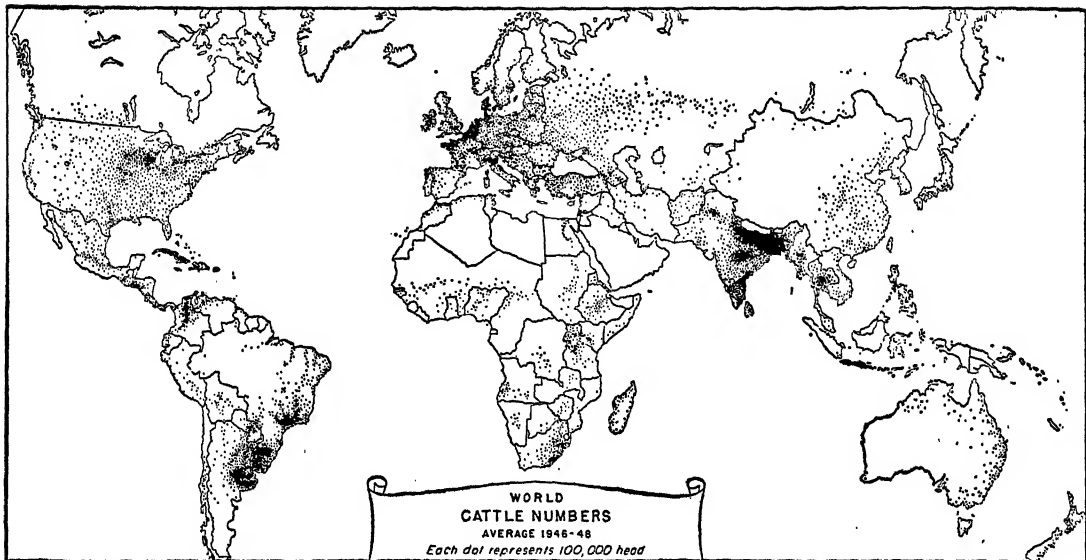 WORLD
CATTLE NUMBERS
AVERAGE 1946-48
Each dot represents 100,000 head